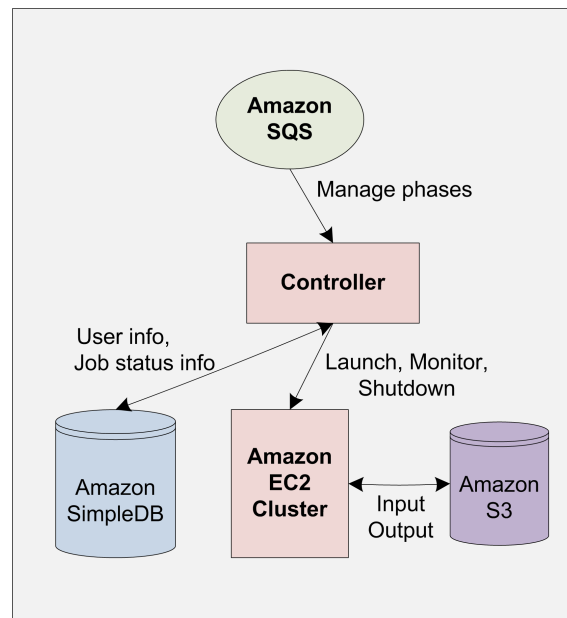 Amazon
SQS
Manage phases
Controller
User info,
Job status info
Launch, Monitor,
Shutdown
Amazon
SimpleDB
Amazon
EC2
Cluster
Input
Output
Amazon
S3